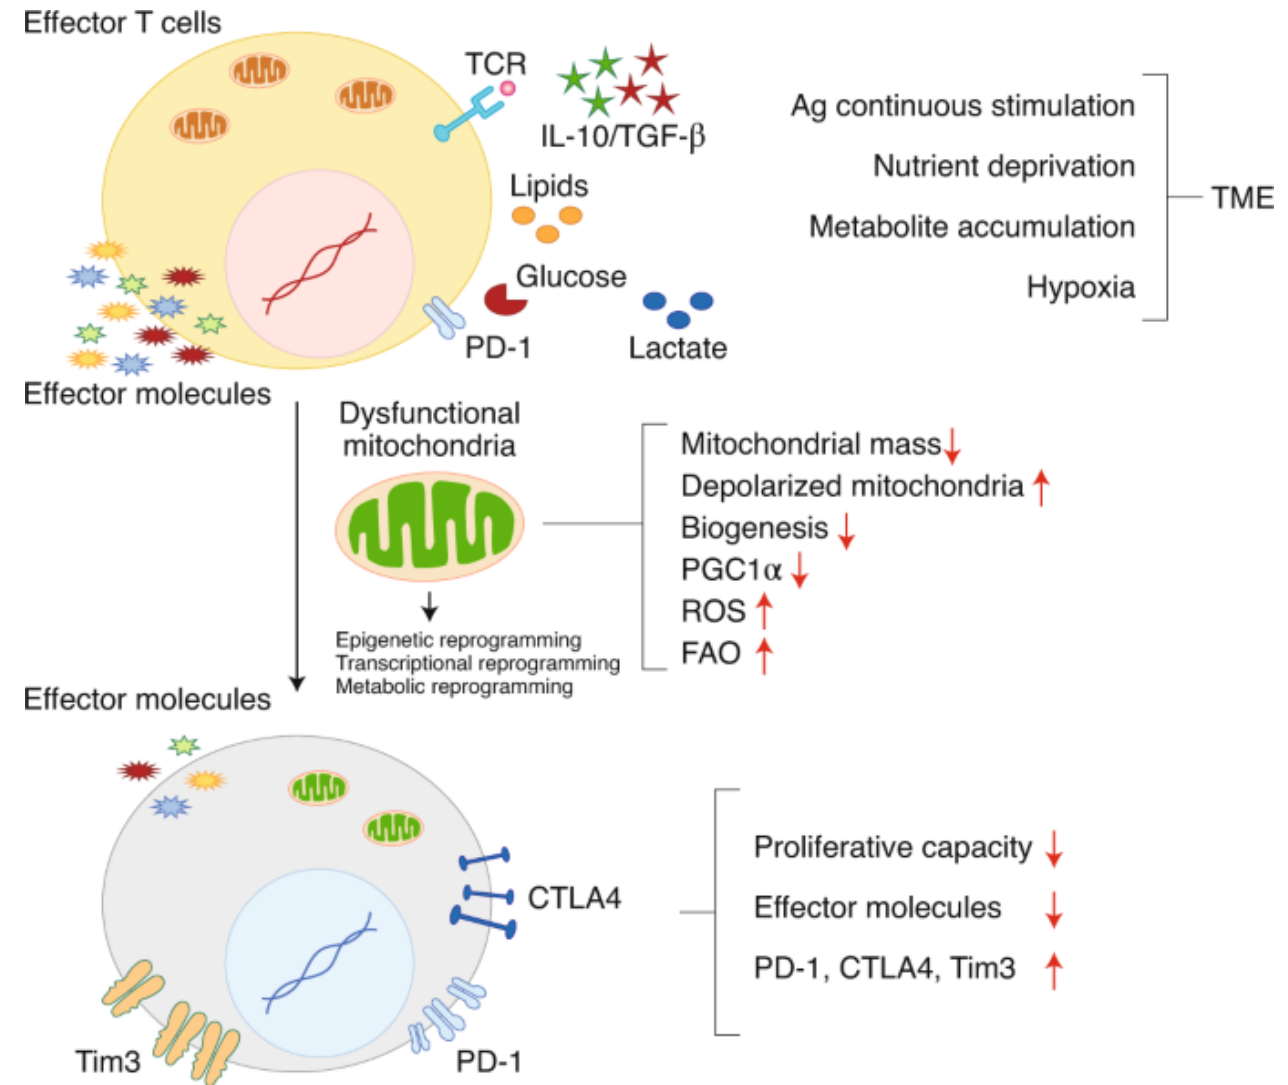 Effector T cells
TCR
IL-10/TGF-β
Lipids
Glucose
PD-1
Lactate
Effector molecules
Ag continuous stimulation
Nutrient deprivation
Metabolite accumulation
Hypoxia
TME
Dysfunctional
mitochondria
Epigenetic reprogramming
Transcriptional reprogramming
Metabolic reprogramming
Mitochondrial mass↓
Depolarized mitochondria ↑
Biogenesis ↓
PGC1α ↓
ROS ↑
FAO ↑
Effector molecules
CTLA4
Tim3
PD-1
Proliferative capacity ↓
Effector molecules ↓
PD-1, CTLA4, Tim3 ↑